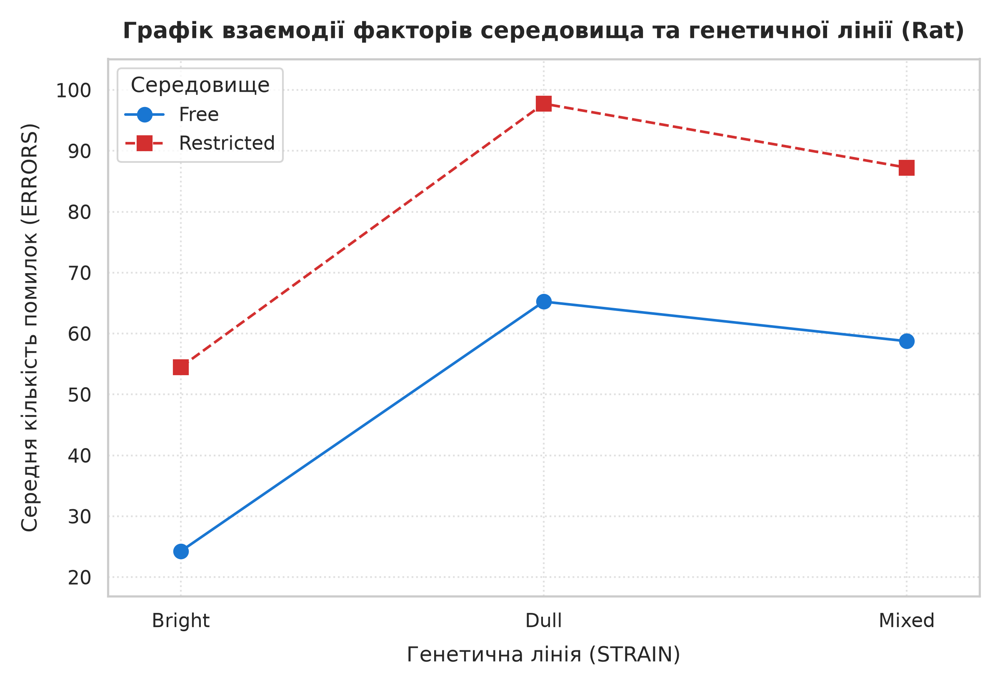 Графік взаємодії факторів середовища та генетичної лінії (Rat)
Середовище
Free
Restricted
Середня кількість помилок (ERRORS)
100
90
80
70
60
50
40
30
20
Bright
Dull
Mixed
Генетична лінія (STRAIN)